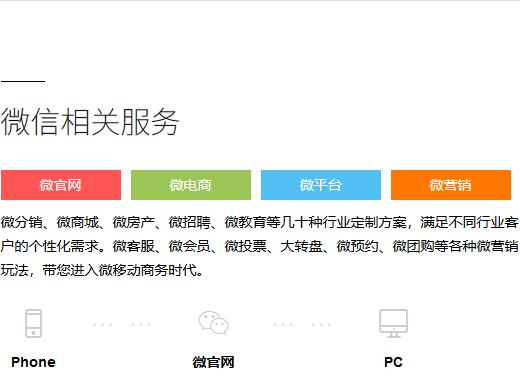 微信相关服务
微官网
微电商
微平台
微营销
微分销、微商城、微房产、微招聘、微教育等几十种行业定制方案，满足不同行业客
户的个性化需求。微客服、微会员、微投票、大转盘、微预约、微团购等各种微营销
玩法，带您进入微移动商务时代。
Phone
微官网
PC